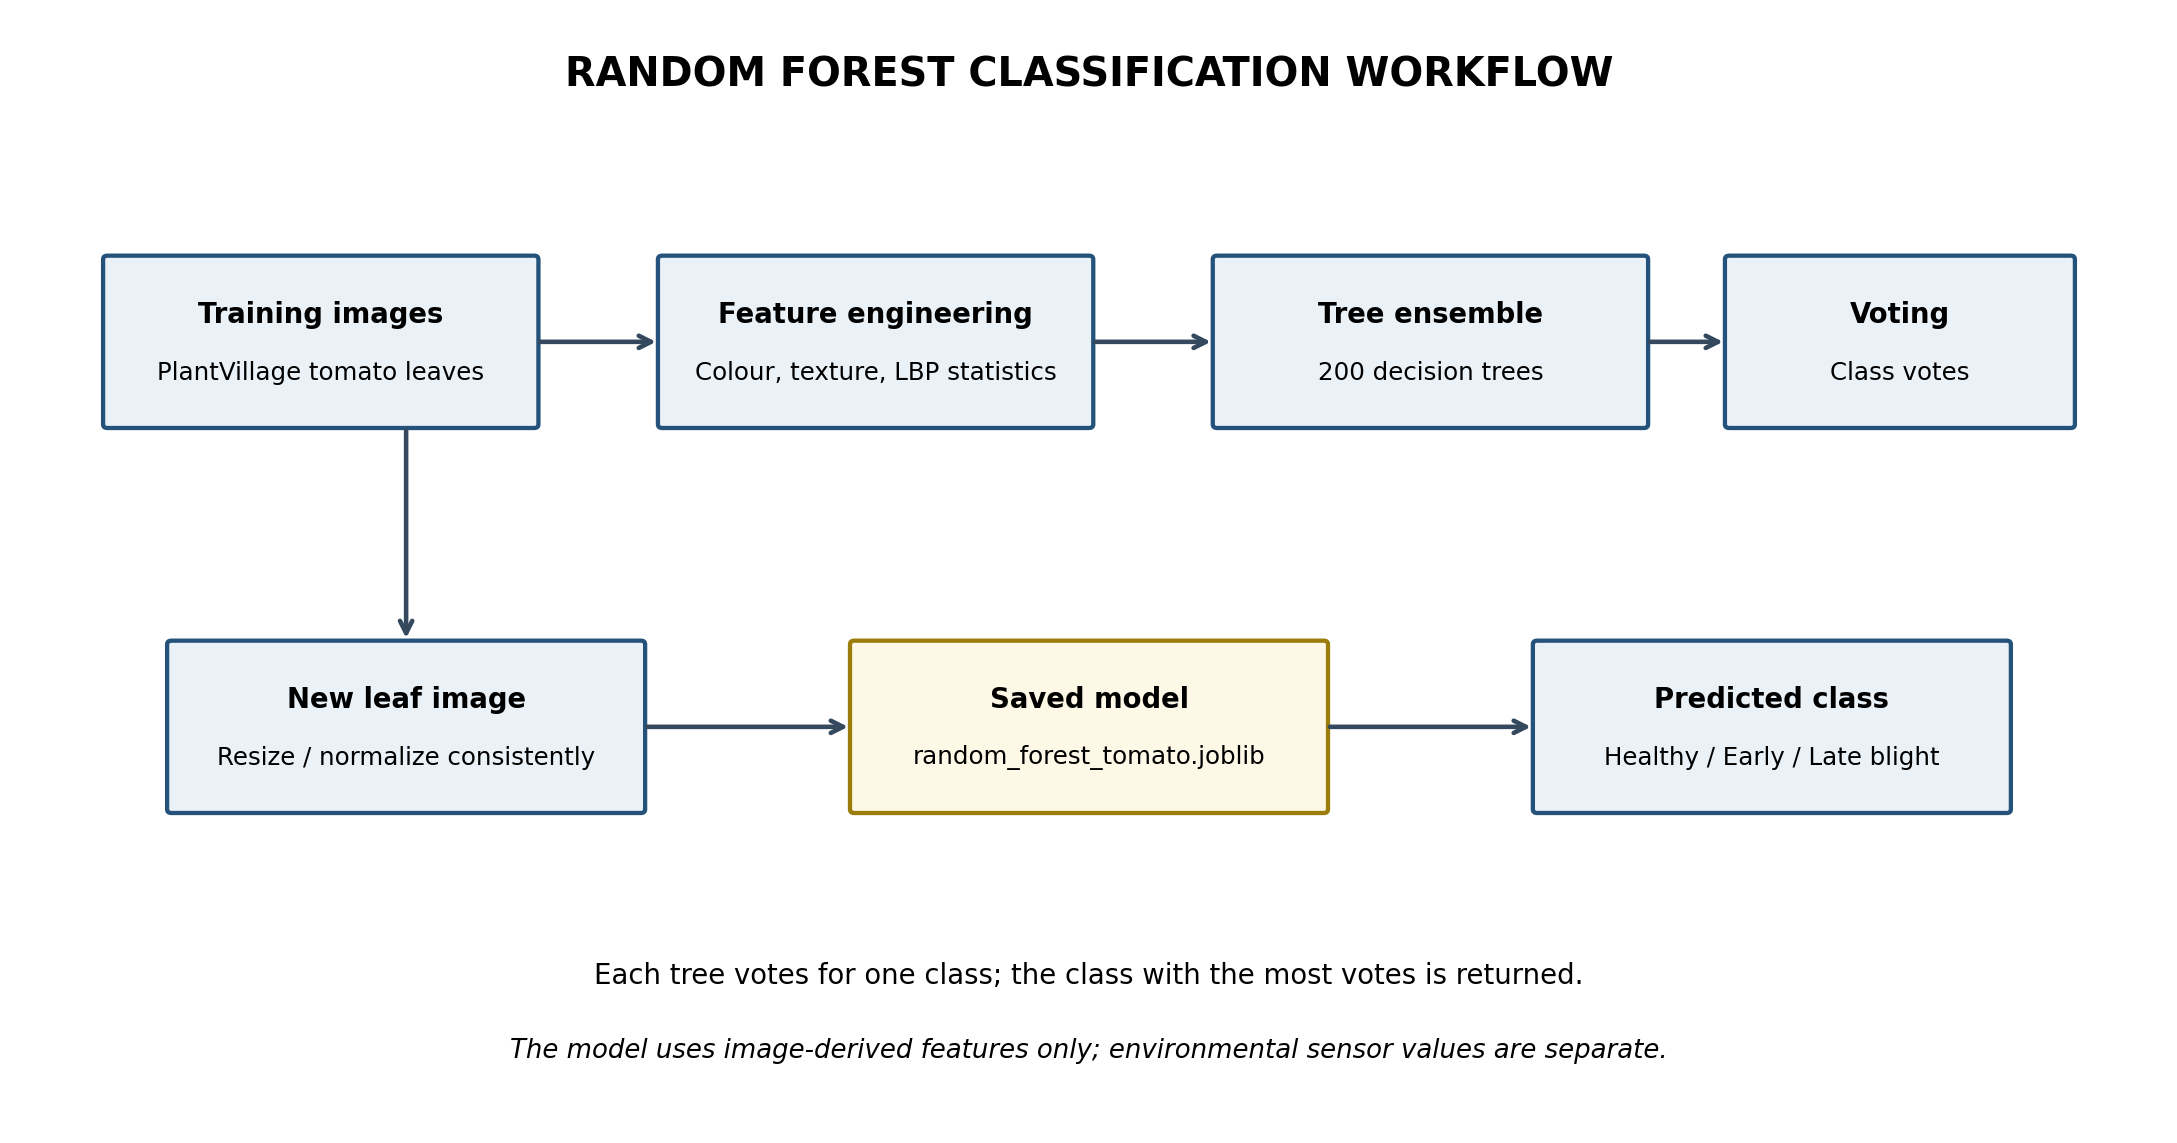 RANDOM FOREST CLASSIFICATION WORKFLOW
Training images
PlantVillage tomato leaves
Feature engineering
Colour, texture, LBP statistics
Tree ensemble
200 decision trees
Voting
Class votes
New leaf image
Resize / normalize consistently
Saved model
random_forest_tomato.joblib
Predicted class
Healthy / Early / Late blight
Each tree votes for one class; the class with the most votes is returned.
The model uses image-derived features only; environmental sensor values are separate.